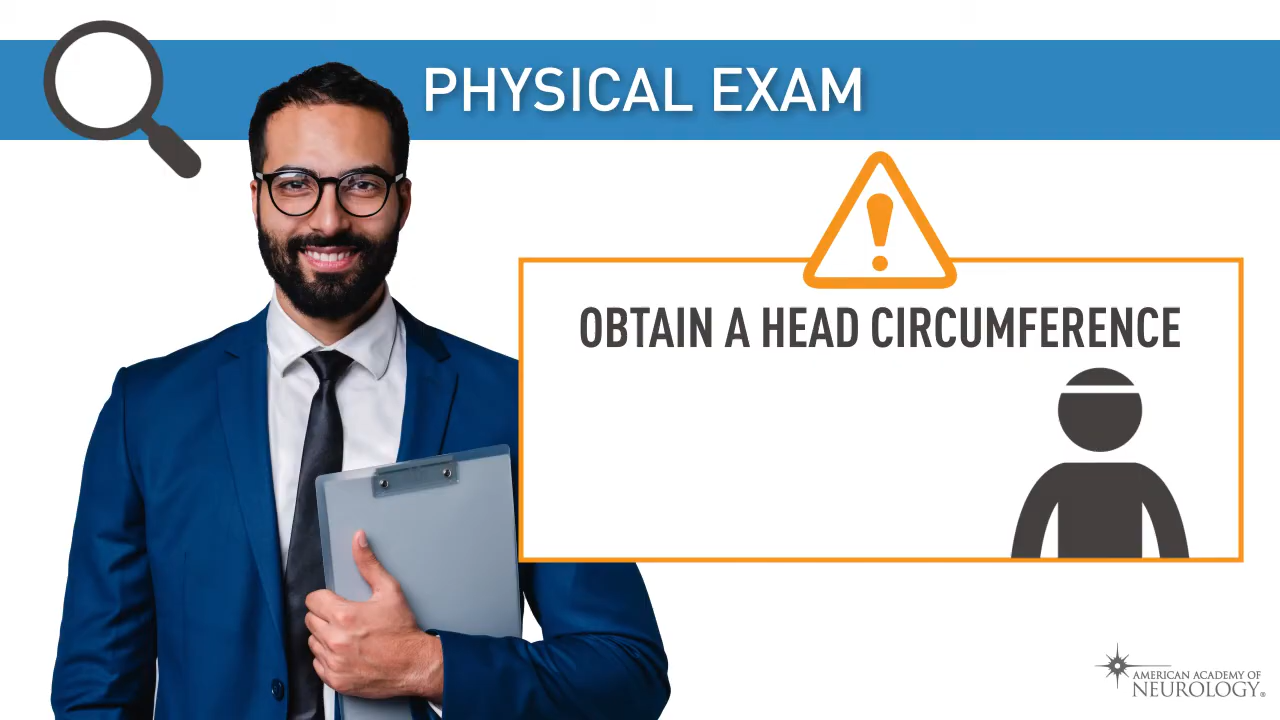 PHYSICAL EXAM
OBTAIN A HEAD CIRCUMFERENCE
AMERICAN ACADEMY OF
NEUROLOGY®